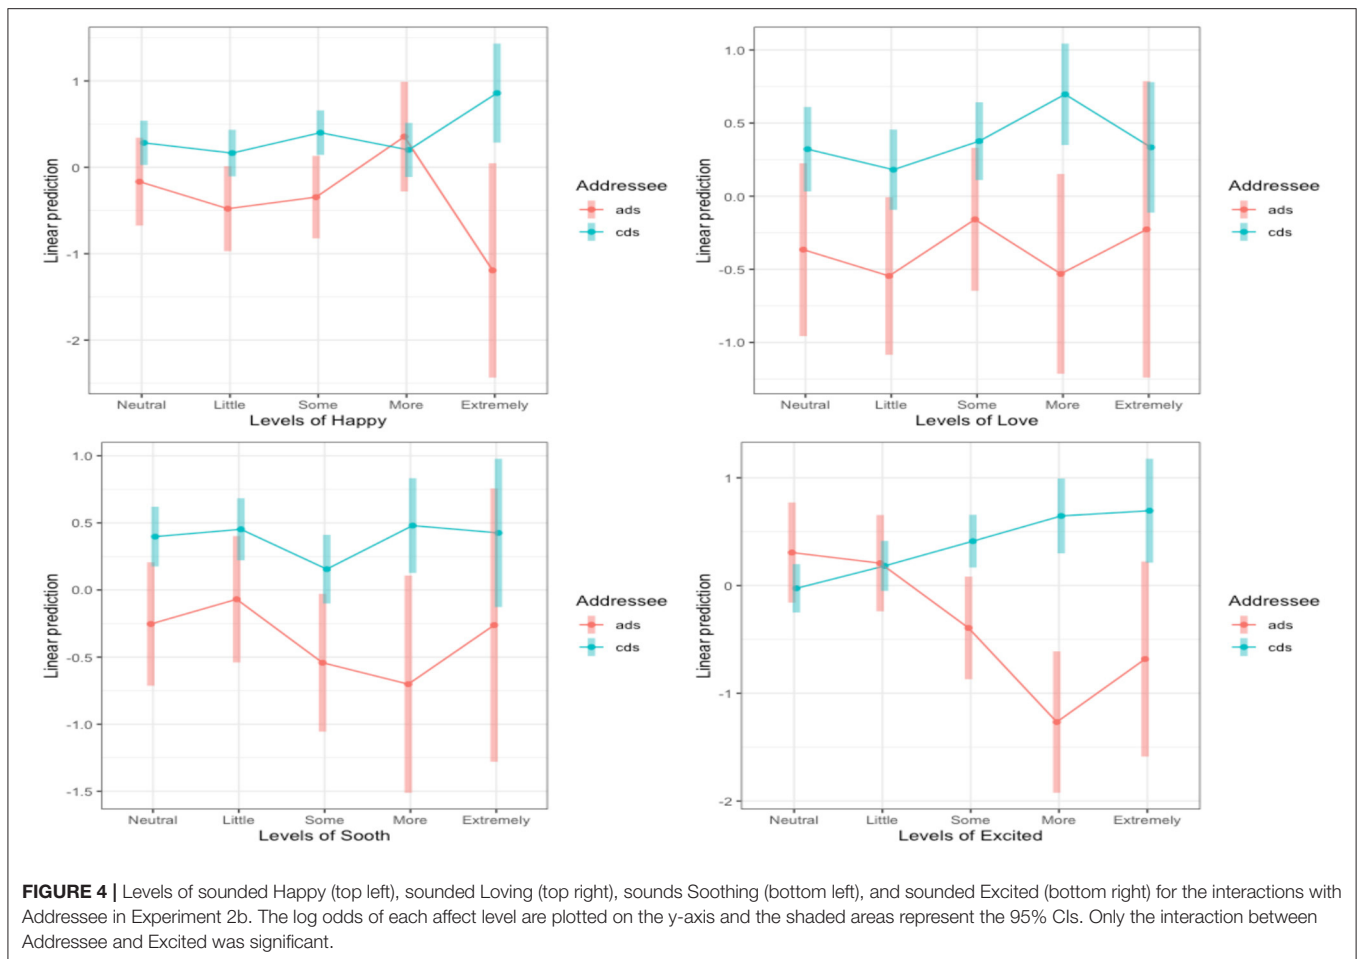 1
0
-1
-2
Linear prediction
Neutral
Little
Some
More
Extremely
Levels of Happy
Addressee
ads
cds
1.0
0.5
0.0
-0.5
-1.0
Linear prediction
Neutral
Little
Some
More
Extremely
Levels of Love
Addressee
ads
cds
1.0
0.5
0.0
-0.5
-1.0
-1.5
Linear prediction
Neutral
Little
Some
More
Extremely
Levels of Sooth
Addressee
ads
cds
1
0
-1
-2
Linear prediction
Neutral
Little
Some
More
Extremely
Levels of Excited
Addressee
ads
cds
FIGURE 4 | Levels of sounded Happy (top left), sounded Loving (top right), sounds Soothing (bottom left), and sounded Excited (bottom right) for the interactions with
Addressee in Experiment 2b. The log odds of each affect level are plotted on the y-axis and the shaded areas represent the 95% CIs. Only the interaction between
Addressee and Excited was significant.